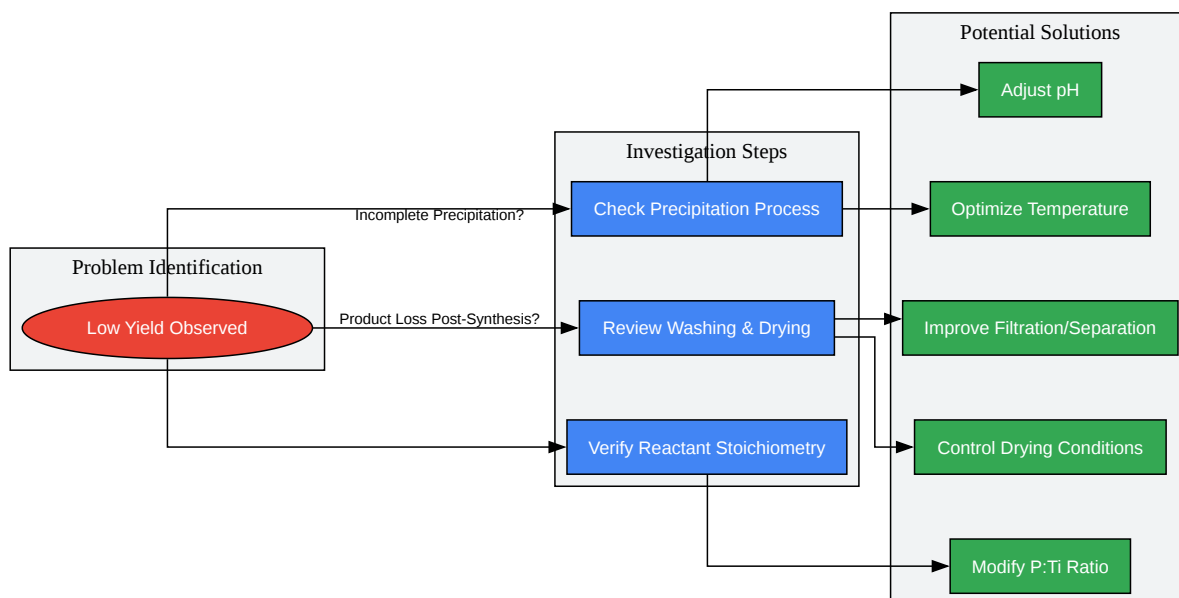 Potential Solutions
Adjust pH
Investigation Steps
Check Precipitation Process
Optimize Temperature
Incomplete Precipitation?
Problem Identification
Low Yield Observed
Product Loss Post-Synthesis?
Review Washing & Drying
Improve Filtration/Separation
Verify Reactant Stoichiometry
Control Drying Conditions
Modify P:Ti Ratio